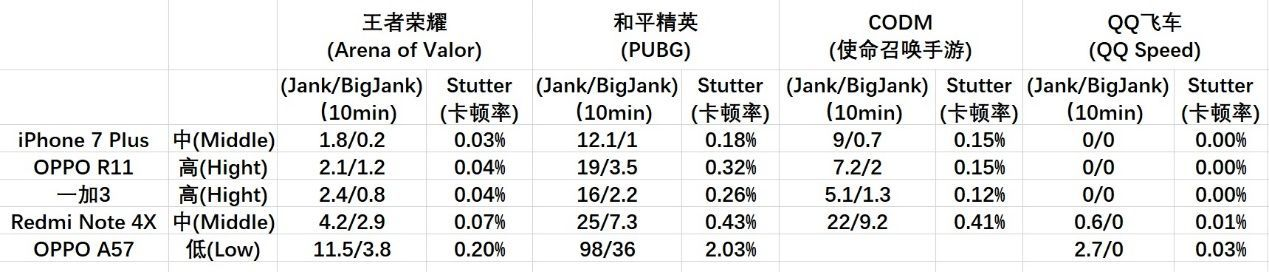 王者荣耀 和平精英 CODM QQ飞车
(Arena of Valor) (PUBG) (使命召唤手游) (QQ Speed)
(Jank/BigJank) Stutter (Jank/BigJank) Stutter (Jank/BigJank) Stutter (Jank/BigJank) Stutter
（10min) (卡顿率) （10min) (卡顿率) （10min) (卡顿率) （10min) (卡顿率)
iPhone 7 Plus 中(Middle) 1.8/0.2 0.03% 12.1/1 0.18% 9/0.7 0.15% 0/0 0.00%
OPPO R11 高(Hight) 2.1/1.2 0.04% 19/3.5 0.32% 7.2/2 0.15% 0/0 0.00%
一加3 高(Hight) 2.4/0.8 0.04% 16/2.2 0.26% 5.1/1.3 0.12% 0/0 0.00%
Redmi Note 4X 中(Middle) 4.2/2.9 0.07% 25/7.3 0.43% 22/9.2 0.41% 0.6/0 0.01%
OPPO A57 低(Low) 11.5/3.8 0.20% 98/36 2.03% 2.7/0 0.03%